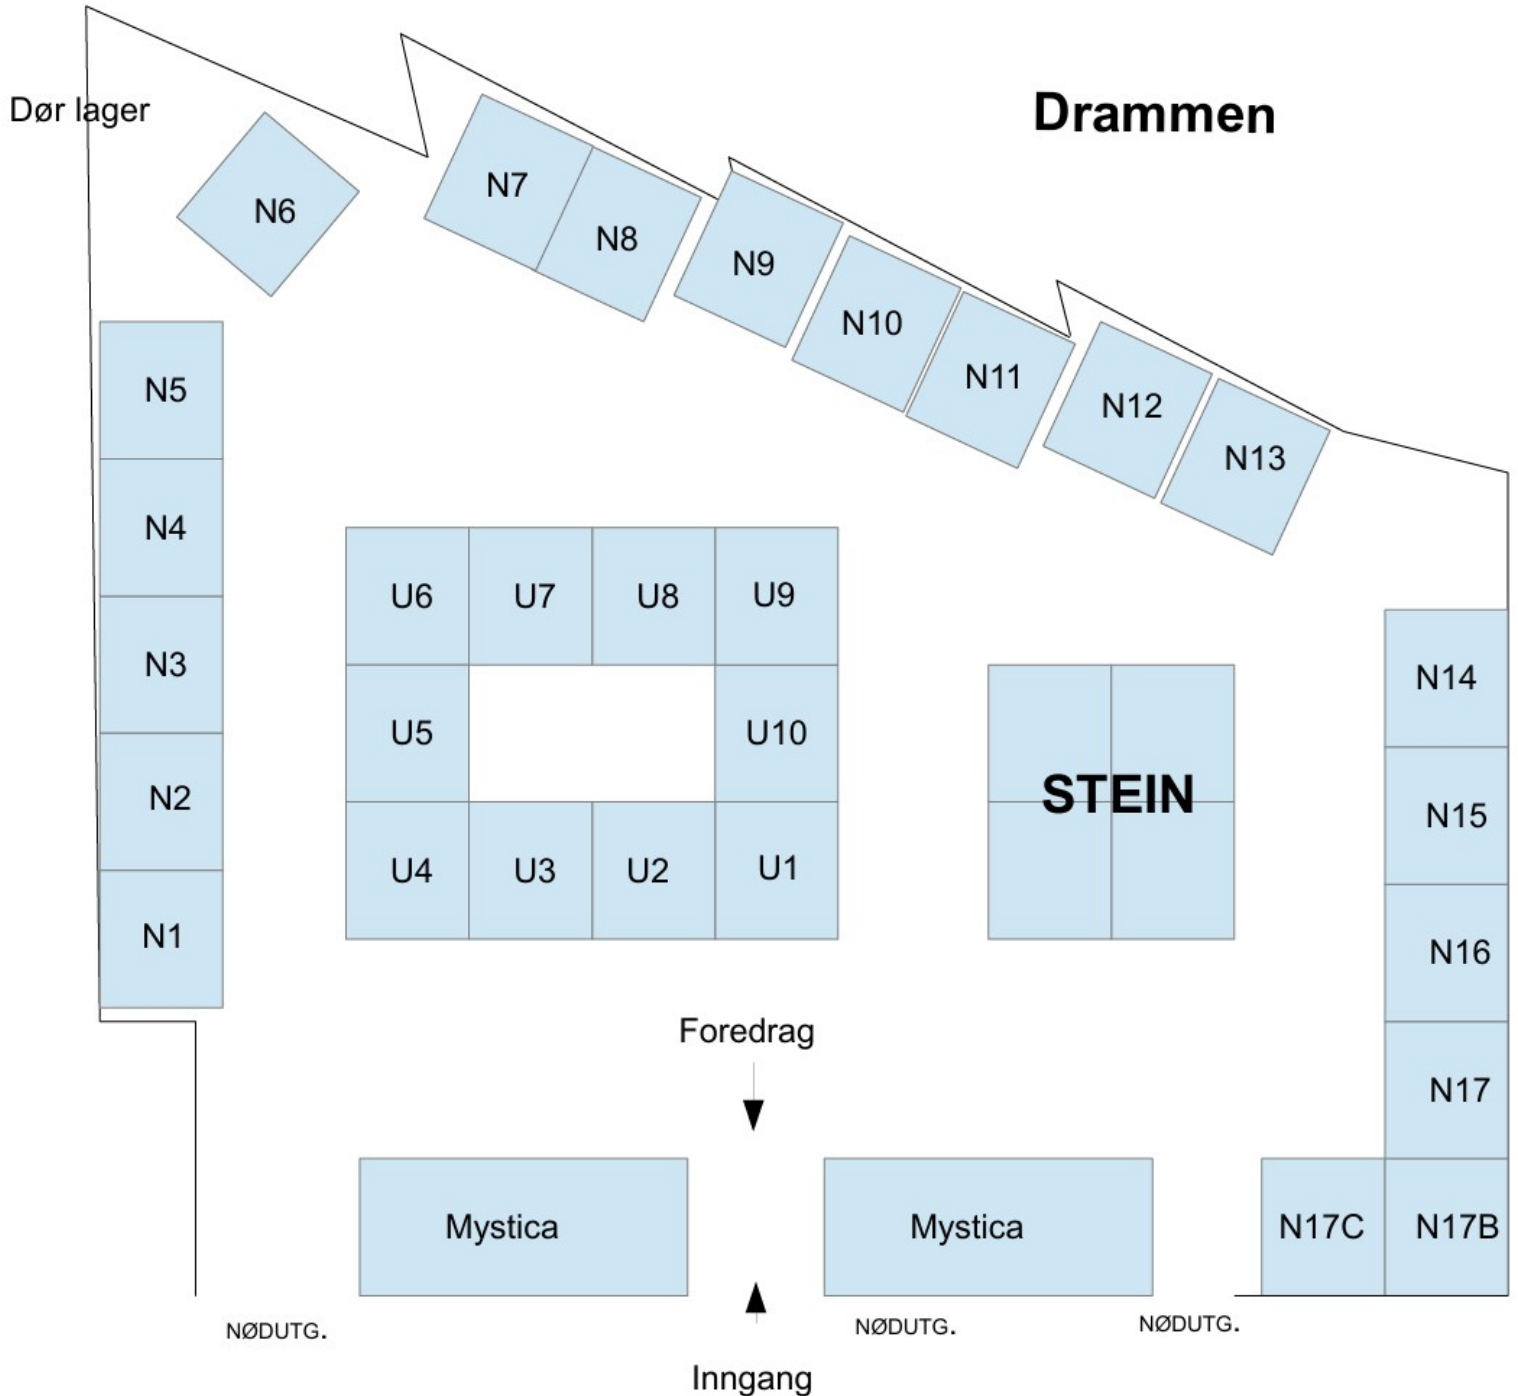 Drammen
Dør lager
N6
N7
N8
N9
N10
N11
N12
N13
N5
N4
N3
N2
N1
U6
U7
U8
U9
U5
U10
U4
U3
U2
U1
STEIN
N14
N15
N16
N17
N17C
N17B
Foredrag
Mystica
Mystica
NØDUTG.
NØDUTG.
NØDUTG.
Inngang